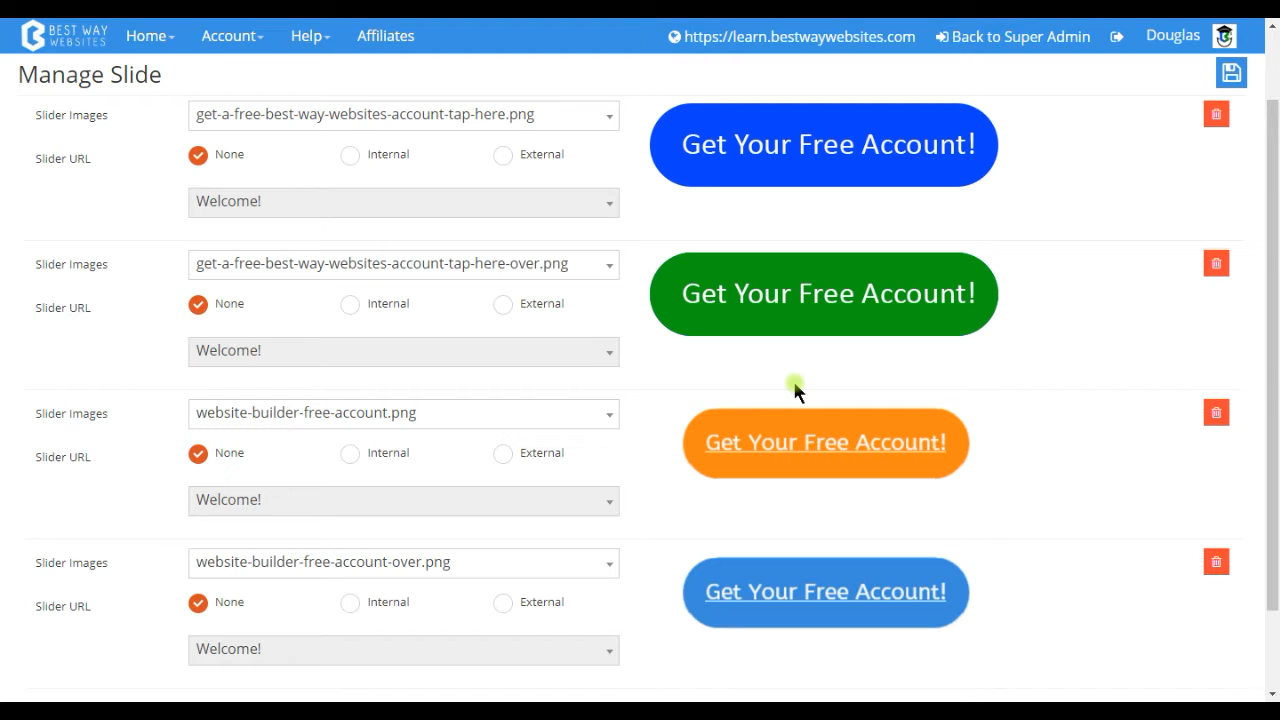 BEST WAY
WEBSITES
Home Account Help Affiliates https://learn.bestwaywebsites.com Back to Super Admin Douglas
Manage Slide
Slider Images get-a-free-best-way-websites-account-tap-here.png
Get Your Free Account!
Slider URL None Internal External
Welcome!
Slider Images get-a-free-best-way-websites-account-tap-here-over.png
Get Your Free Account!
Slider URL None Internal External
Welcome!
Slider Images website-builder-free-account.png
Get Your Free Account!
Slider URL None Internal External
Welcome!
Slider Images website-builder-free-account-over.png
Get Your Free Account!
Slider URL None Internal External
Welcome!